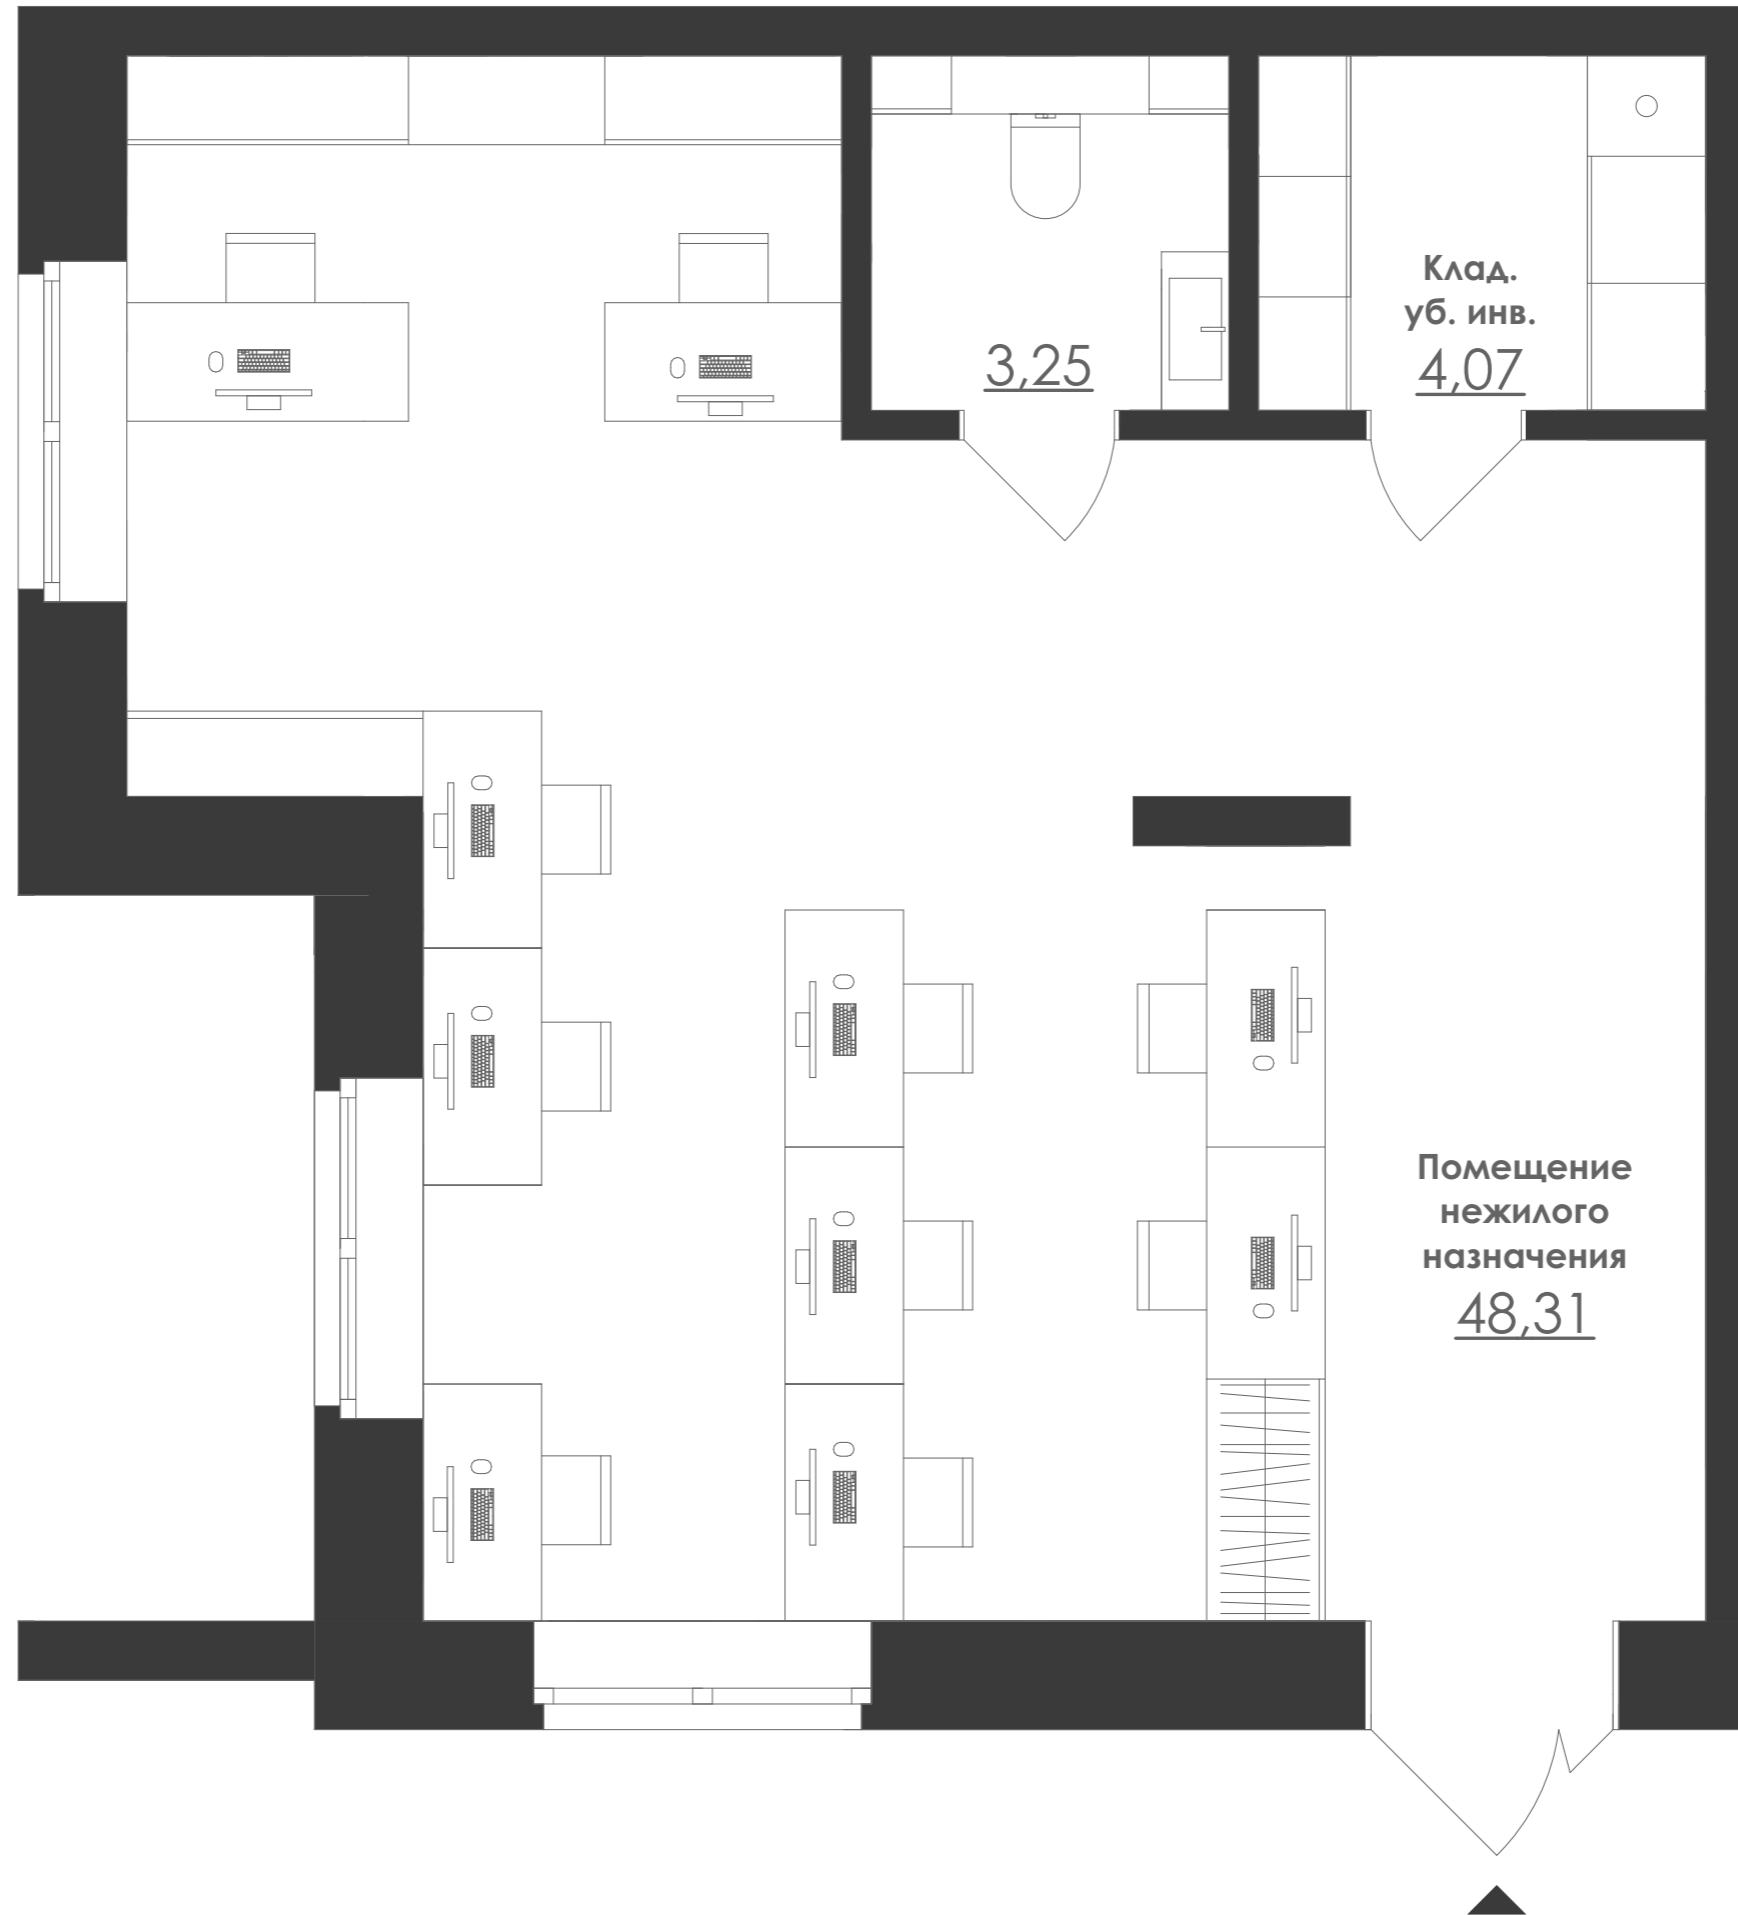 Клад.
уб. инв.
3,25
4,07
Помещение
нежилого
назначения
48,31